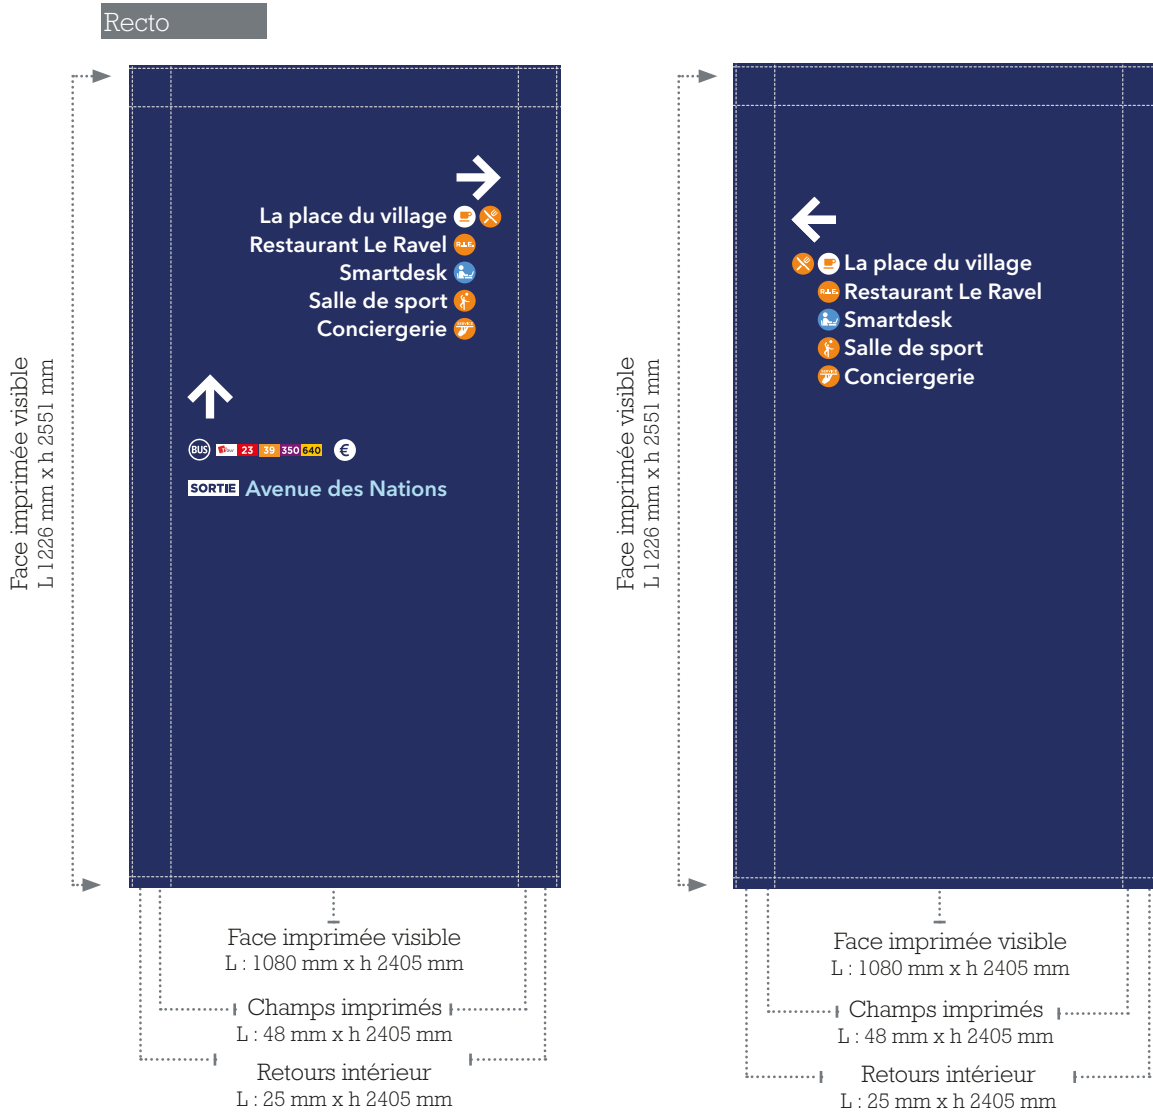 Recto
Face imprimée visible
L 1226 mm x h 2551 mm
La place du village
Restaurant Le Ravel
Smartdesk
Salle de sport
Conciergerie
BUS 23 39 350 640 €
SORTIE Avenue des Nations
Face imprimée visible
L : 1080 mm x h 2405 mm
Champs imprimés
L : 48 mm x h 2405 mm
Retours intérieur
L : 25 mm x h 2405 mm
Face imprimée visible
L 1226 mm x h 2551 mm
La place du village
Restaurant Le Ravel
Smartdesk
Salle de sport
Conciergerie
Face imprimée visible
L : 1080 mm x h 2405 mm
Champs imprimés
L : 48 mm x h 2405 mm
Retours intérieur
L : 25 mm x h 2405 mm